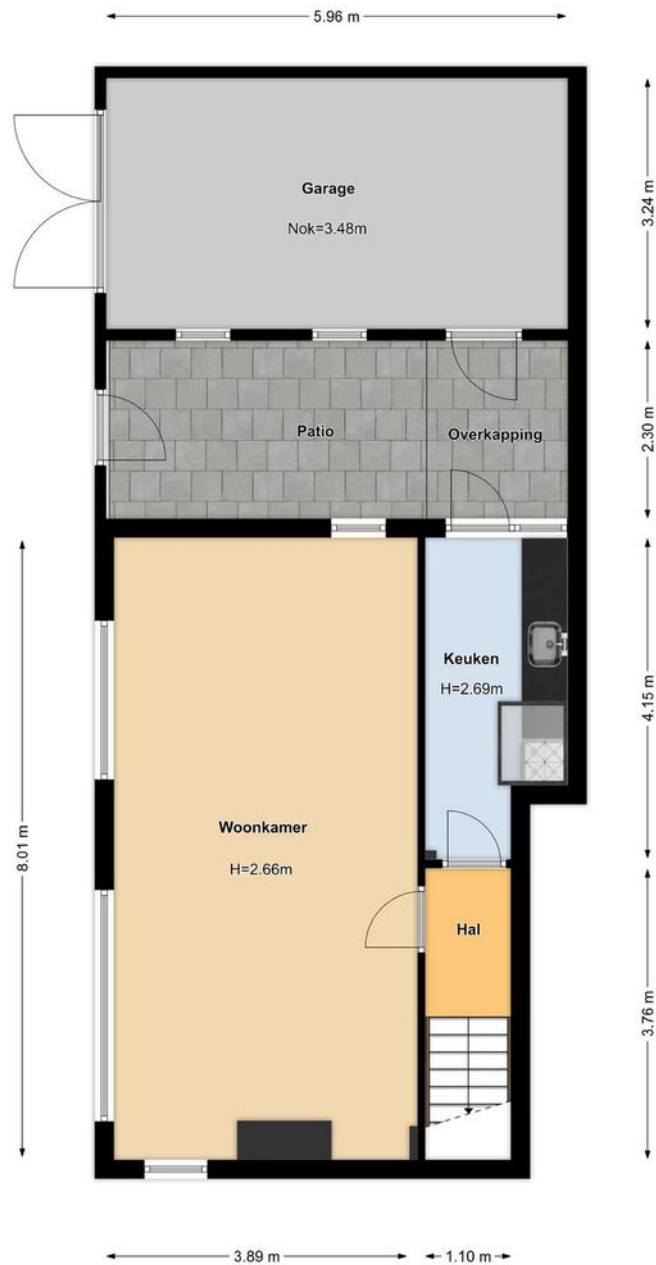 5.96 m
Garage
Nok=3.48m
3.24 m
Patio
Overkapping
2.30 m
Keuken
H=2.69m
4.15 m
Woonkamer
H=2.66m
8.01 m
Hal
3.76 m
3.89 m
1.10 m